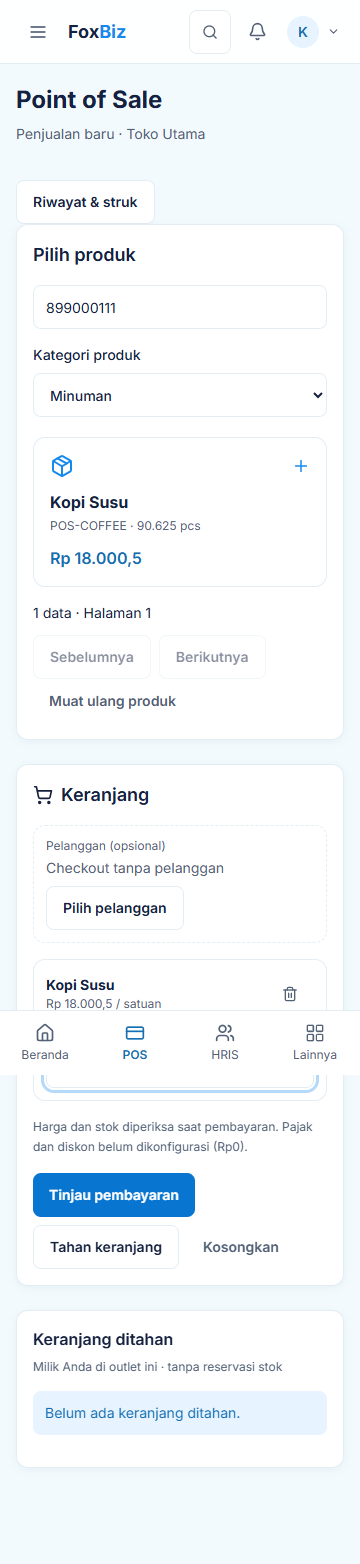 FoxBiz
K
Point of Sale
Penjualan baru · Toko Utama
Riwayat & struk
Pilih produk
899000111
Kategori produk
Minuman
Kopi Susu
POS-COFFEE · 90.625 pcs
Rp 18.000,5
1 data · Halaman 1
Sebelumnya
Berikutnya
Muat ulang produk
Keranjang
Pelanggan (opsional)
Checkout tanpa pelanggan
Pilih pelanggan
Kopi Susu
Rp 18.000,5 / satuan
Beranda
POS
HRIS
Lainnya
Harga dan stok diperiksa saat pembayaran. Pajak
dan diskon belum dikonfigurasi (Rp0).
Tinjau pembayaran
Tahan keranjang
Kosongkan
Keranjang ditahan
Milik Anda di outlet ini · tanpa reservasi stok
Belum ada keranjang ditahan.